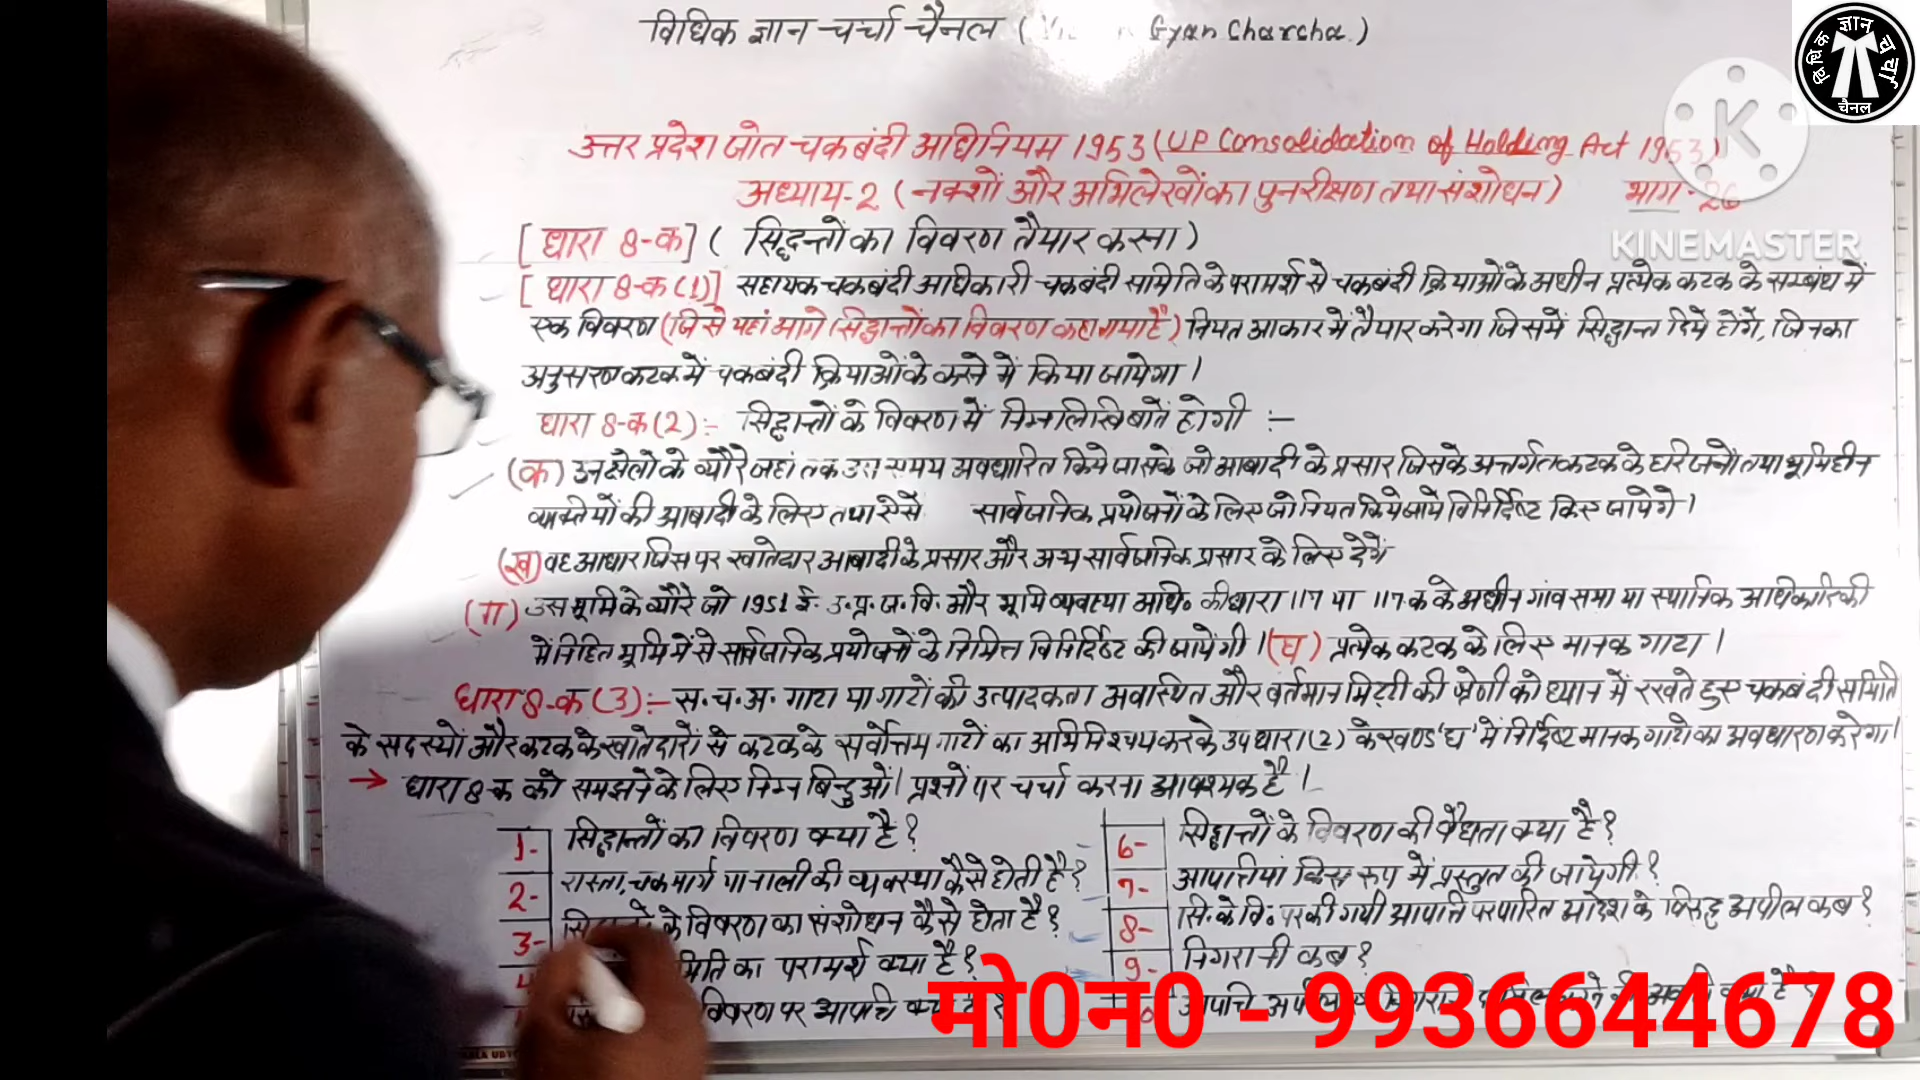 विधिक ज्ञान चर्चा चैनल ( Gyan Charcha )
विधिक ज्ञान चर्चा चैनल
उत्तर प्रदेश जोत चकबंदी अधिनियम 1953 ( UP Consolidation of Holding Act 1953 )
अध्याय-2 ( नक्शों और अभिलेखों का पुनरीक्षण तथा संशोधन ) भाग-26
KINEMASTER
[ धारा 8-क ] ( सिद्धान्तों का विवरण तैयार करना )
[ धारा 8-क (1) ] सहायक चकबंदी अधिकारी चकबंदी समिति के परामर्श से चकबंदी क्रियाओं के अधीन प्रत्येक कटक के सम्बंध में
एक विवरण (जिसे यहां आगे सिद्धान्तों का विवरण कहा गया है) नियत आकार में तैयार करेगा जिसमें सिद्धान्त दिये होंगे, जिनका
अनुसरण कटक में चकबंदी क्रियाओं के करने में किया जायेगा ।
धारा 8-क (2) :- सिद्धान्तों के विवरण में निम्नलिखि बातें होगी :-
(क) उन क्षेत्रों के ब्यौरे जहां तक उस समय अवधारित किये जा सके जो आबादी के प्रसार जिसके अन्तर्गत कटक के हरिजनों तथा भूमिहीन
व्यक्तियों की आबादी के लिए तथा ऐसे सार्वजनिक प्रयोजनों के लिए जो नियत किये जाये विनिर्दिष्ट किए जायेगे ।
(ख) वह आधार जिस पर खातेदार आबादी के प्रसार और अन्य सार्वजनिक प्रसार के लिए देगें
(ग) उस भूमि के ब्यौरे जो 1951 ई. उ.प्र.ज.वि. और भूमि व्यवस्था अधि० की धारा 117 या 117-क के अधीन गांव सभा या स्थानिक अधिकारिकी
में निहित भूमि में से सार्वजनिक प्रयोजनों के निमित्त विनिर्दिष्ट की जायेगी । (घ) प्रत्येक कटक के लिए मानक गाटा ।
धारा 8-क (3) :- स.च.अ. गाटा या गाटों की उत्पादकता अवस्थित और वर्तमान मिट्टी की श्रेणी को ध्यान में रखते हुए चकबंदी समिति
के सदस्यों और कटक के खातेदारों से कटक के सर्वोत्तम गाटों का अभिनिश्चय करके उपधारा (2) के खण्ड 'घ' में निर्दिष्ट मानक गाटो का अवधारण करेगा।
→ धारा 8-क को समझने के लिए निम्न बिन्दुओं / प्रश्नों पर चर्चा करना आवश्यक है ।
1- सिद्धान्तों का विवरण क्या है ?
2- रास्ता, चकमार्ग या नाली की व्यवस्था कैसे होती है ?
3- के विवरण का संशोधन कैसे होता है ?
का परामर्श क्या है ?
विवरण पर आपत्ति
6- सिद्धान्तों के विवरण की वैधता क्या है ?
7- आपत्तियां किस रूप में प्रस्तुत की जायेगी ?
8- सि. के वि. पर की गयी आपत्ति पर पारित आदेश के विरुद्ध अपील कब ?
9- निगरानी कब ?
मो0न0 - 9936644678